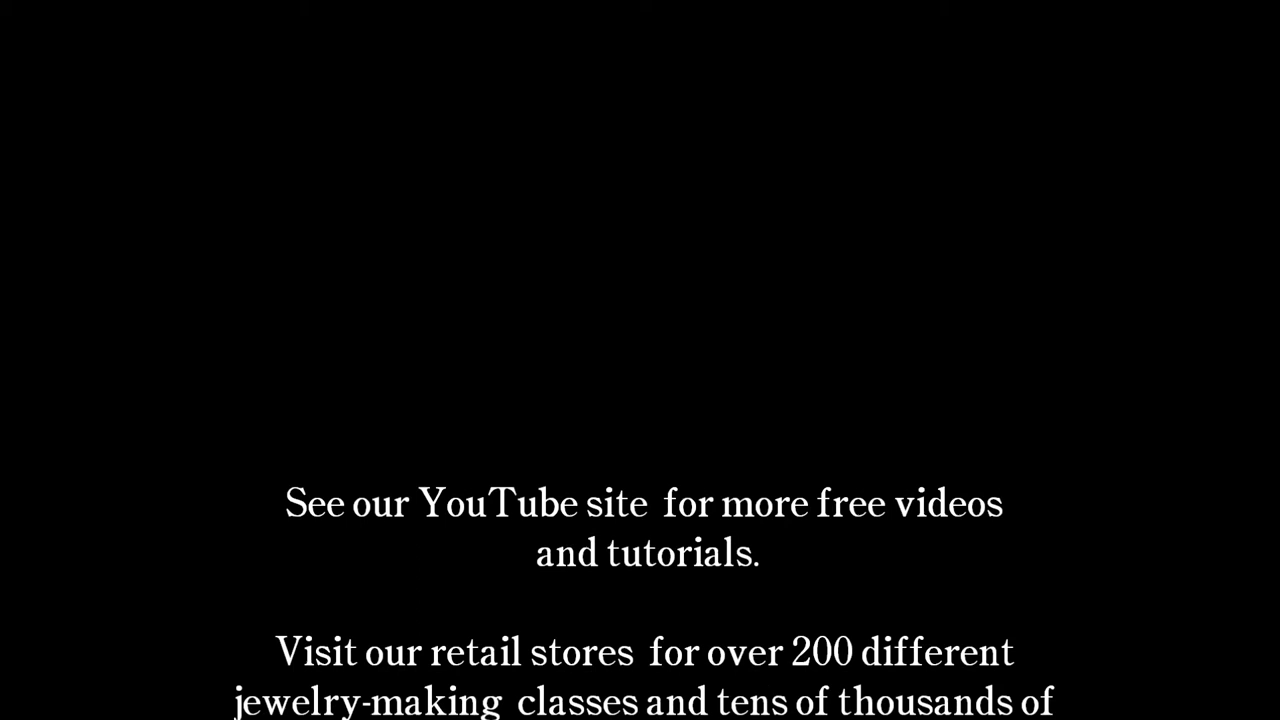 See our YouTube site for more free videos
and tutorials.
Visit our retail stores for over 200 different
jewelry-making classes and tens of thousands of